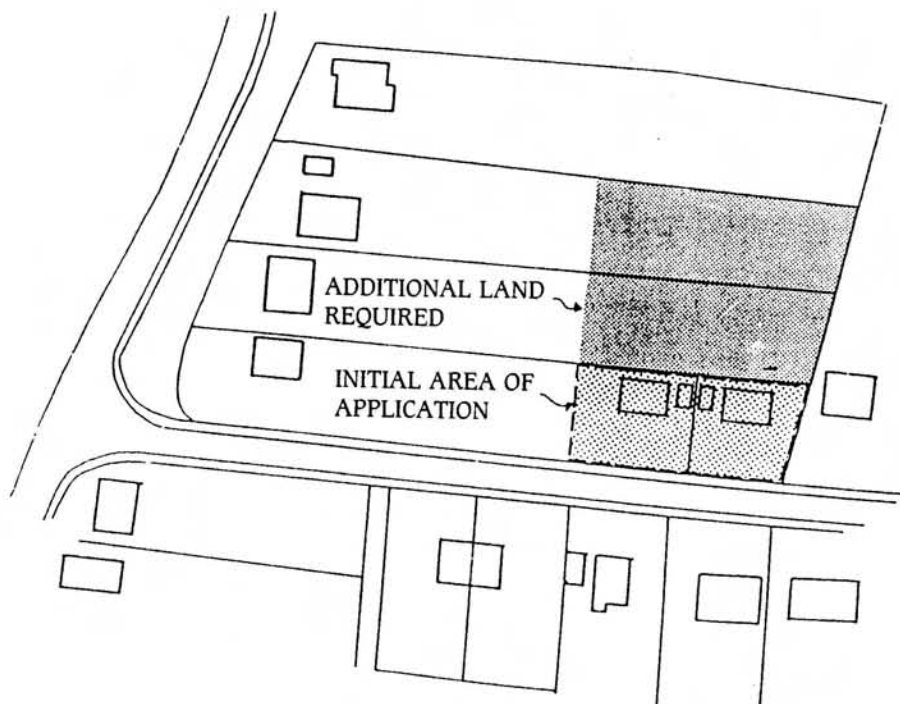 ADDITIONAL LAND
REQUIRED
INITIAL AREA OF
APPLICATION